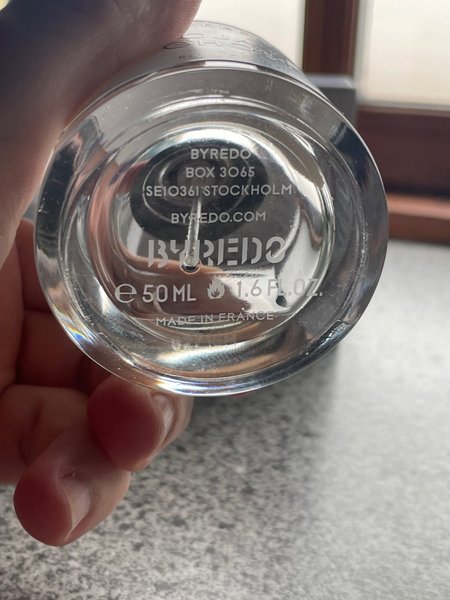 BYREDO
BOX 3065
SE10361 STOCKHOLM
BYREDO.COM
BYREDO
℮ 50 ML 1.6 FL.OZ.
MADE IN FRANCE